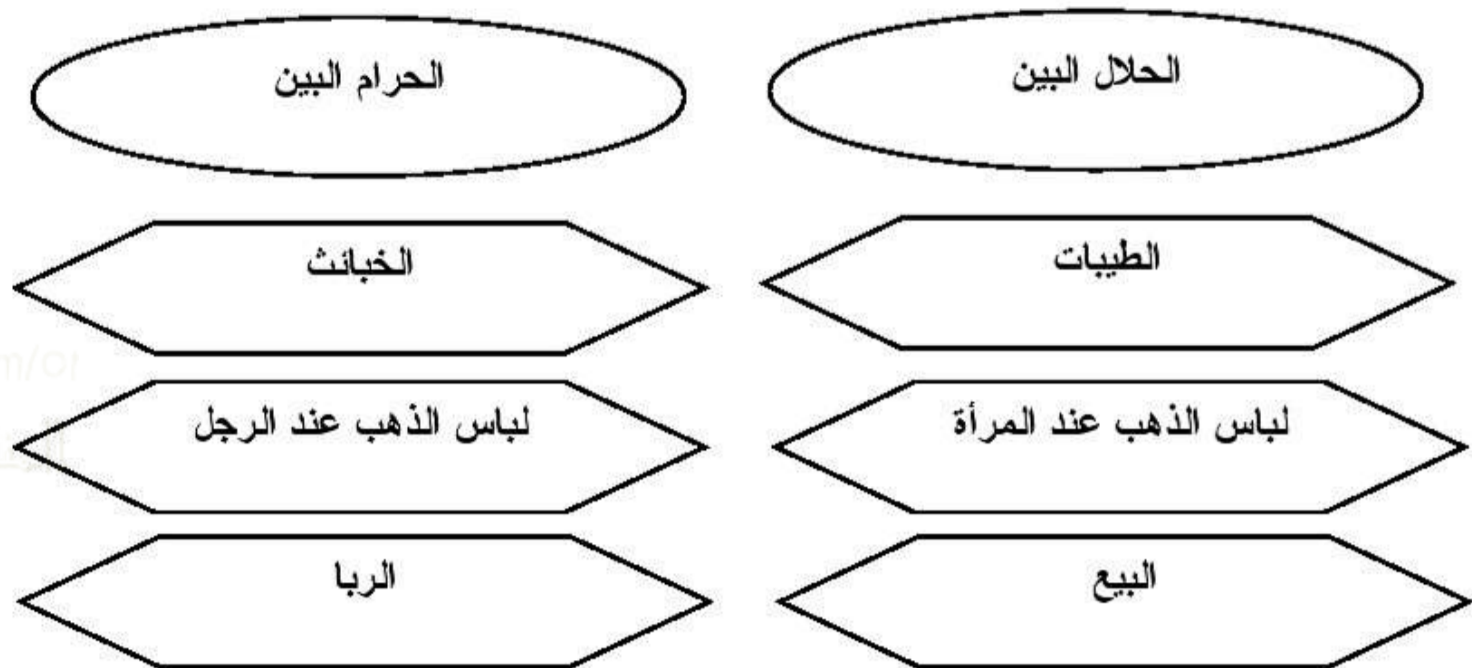 الحلال البين
الحرام البين
الطيبات
الخبائث
لباس الذهب عند المرأة
لباس الذهب عند الرجل
البيع
الربا